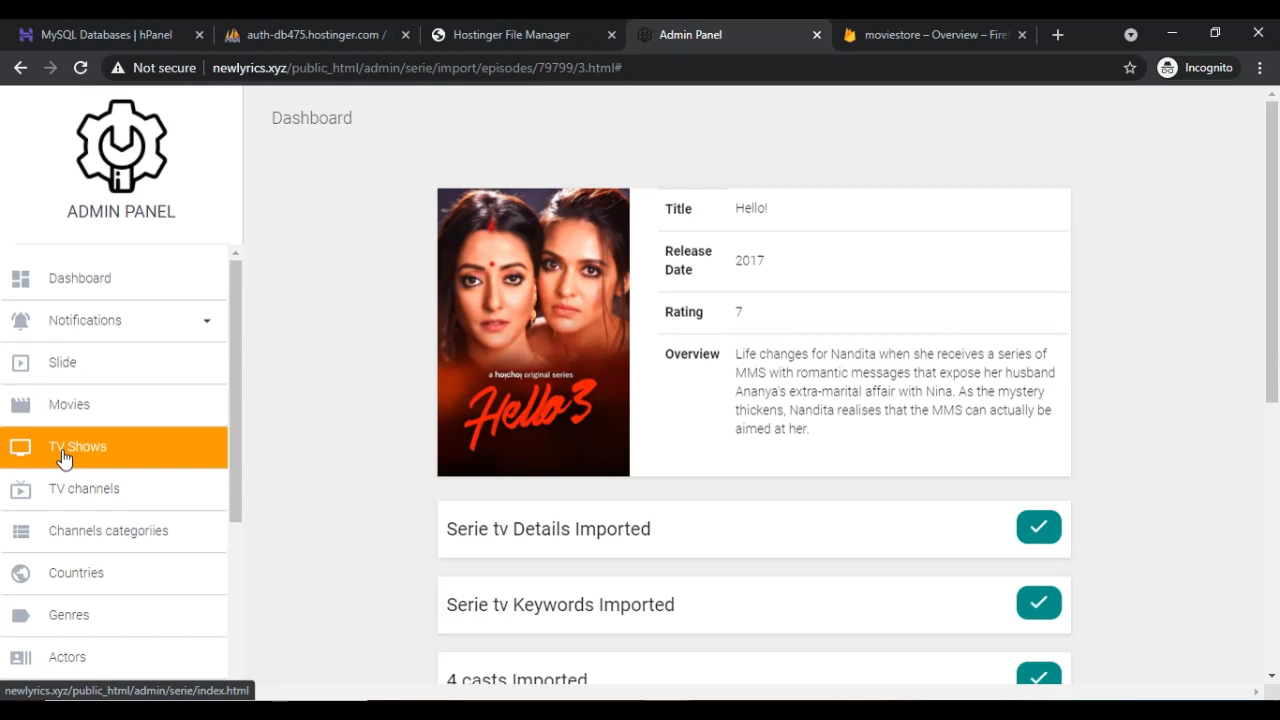 MySQL Databases | hPanel
auth-db475.hostinger.com /
Hostinger File Manager
Admin Panel
moviestore – Overview – Fire
Not secure
newlyrics.xyz/public_html/admin/serie/import/episodes/79799/3.html#
Incognito
ADMIN PANEL
Dashboard
Notifications
Slide
Movies
TV Shows
TV channels
Channels categoriies
Countries
Genres
Actors
newlyrics.xyz/public_html/admin/serie/index.html
Dashboard
a hoichoi original series
Hello 3
Title Hello!
Release Date 2017
Rating 7
Overview Life changes for Nandita when she receives a series of
MMS with romantic messages that expose her husband
Ananya's extra-marital affair with Nina. As the mystery
thickens, Nandita realises that the MMS can actually be
aimed at her.
Serie tv Details Imported
Serie tv Keywords Imported
4 casts Imported